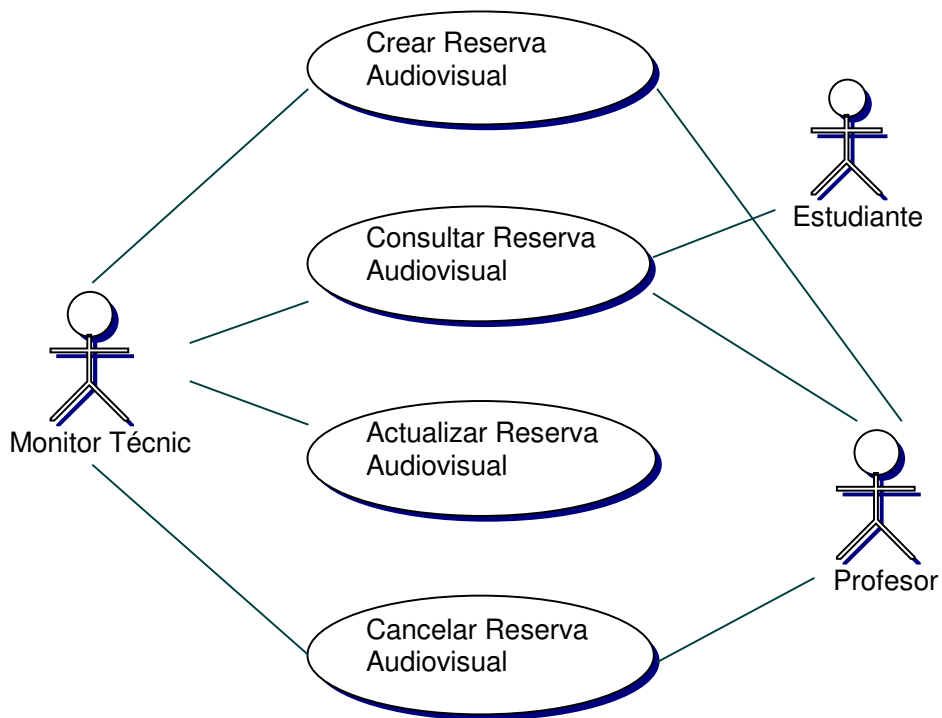 Crear Reserva
Audiovisual
Estudiante
Consultar Reserva
Audiovisual
Monitor Técnic
Actualizar Reserva
Audiovisual
Profesor
Cancelar Reserva
Audiovisual